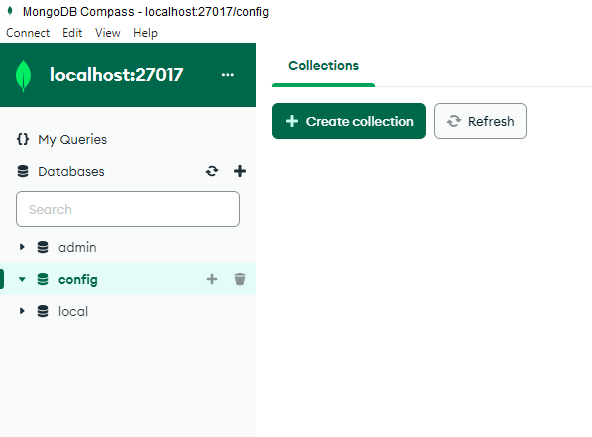 MongoDB Compass - localhost:27017/config
Connect Edit View Help
localhost:27017 ...
Collections
Create collection Refresh
{} My Queries
Databases
Search
admin
config
local